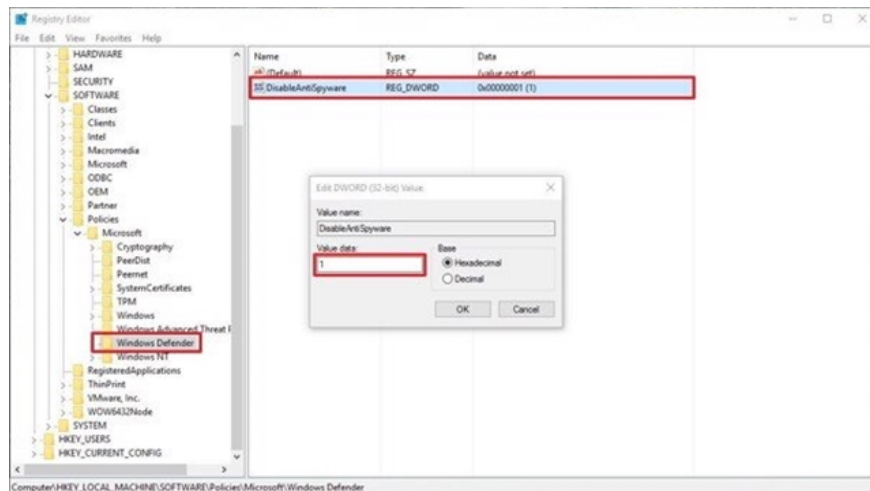 Registry Editor
File Edit View Favorites Help
HARDWARE
SAM
SECURITY
SOFTWARE
Classes
Clients
Intel
Macromedia
Microsoft
ODBC
OEM
Partner
Policies
Microsoft
Cryptography
PeerDist
Peernet
SystemCertificates
TPM
Windows
Windows Advanced Threat P
Windows Defender
Windows NT
RegisteredApplications
ThinPrint
VMware, Inc.
WOW6432Node
SYSTEM
HKEY_USERS
HKEY_CURRENT_CONFIG
Name Type Data
(Default) REG_SZ (value not set)
DisableAntiSpyware REG_DWORD 0x00000001 (1)
Edit DWORD (32-bit) Value
Value name:
DisableAntiSpyware
Value data: Base
1 Hexadecimal
Decimal
OK Cancel
Computer\HKEY_LOCAL_MACHINE\SOFTWARE\Policies\Microsoft\Windows Defender